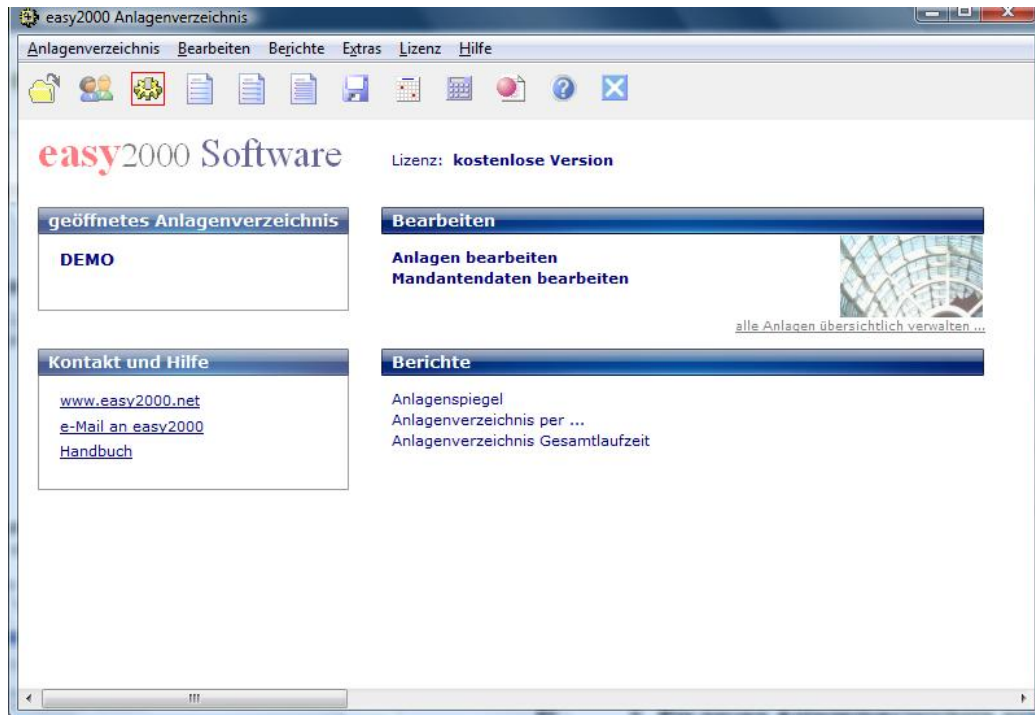 easy2000 Anlagenverzeichnis
Anlagenverzeichnis Bearbeiten Berichte Extras Lizenz Hilfe
easy2000 Software
Lizenz: kostenlose Version
geöffnetes Anlagenverzeichnis
DEMO
Bearbeiten
Anlagen bearbeiten
Mandantendaten bearbeiten
alle Anlagen übersichtlich verwalten ...
Kontakt und Hilfe
www.easy2000.net
e-Mail an easy2000
Handbuch
Berichte
Anlagenspiegel
Anlagenverzeichnis per ...
Anlagenverzeichnis Gesamtlaufzeit